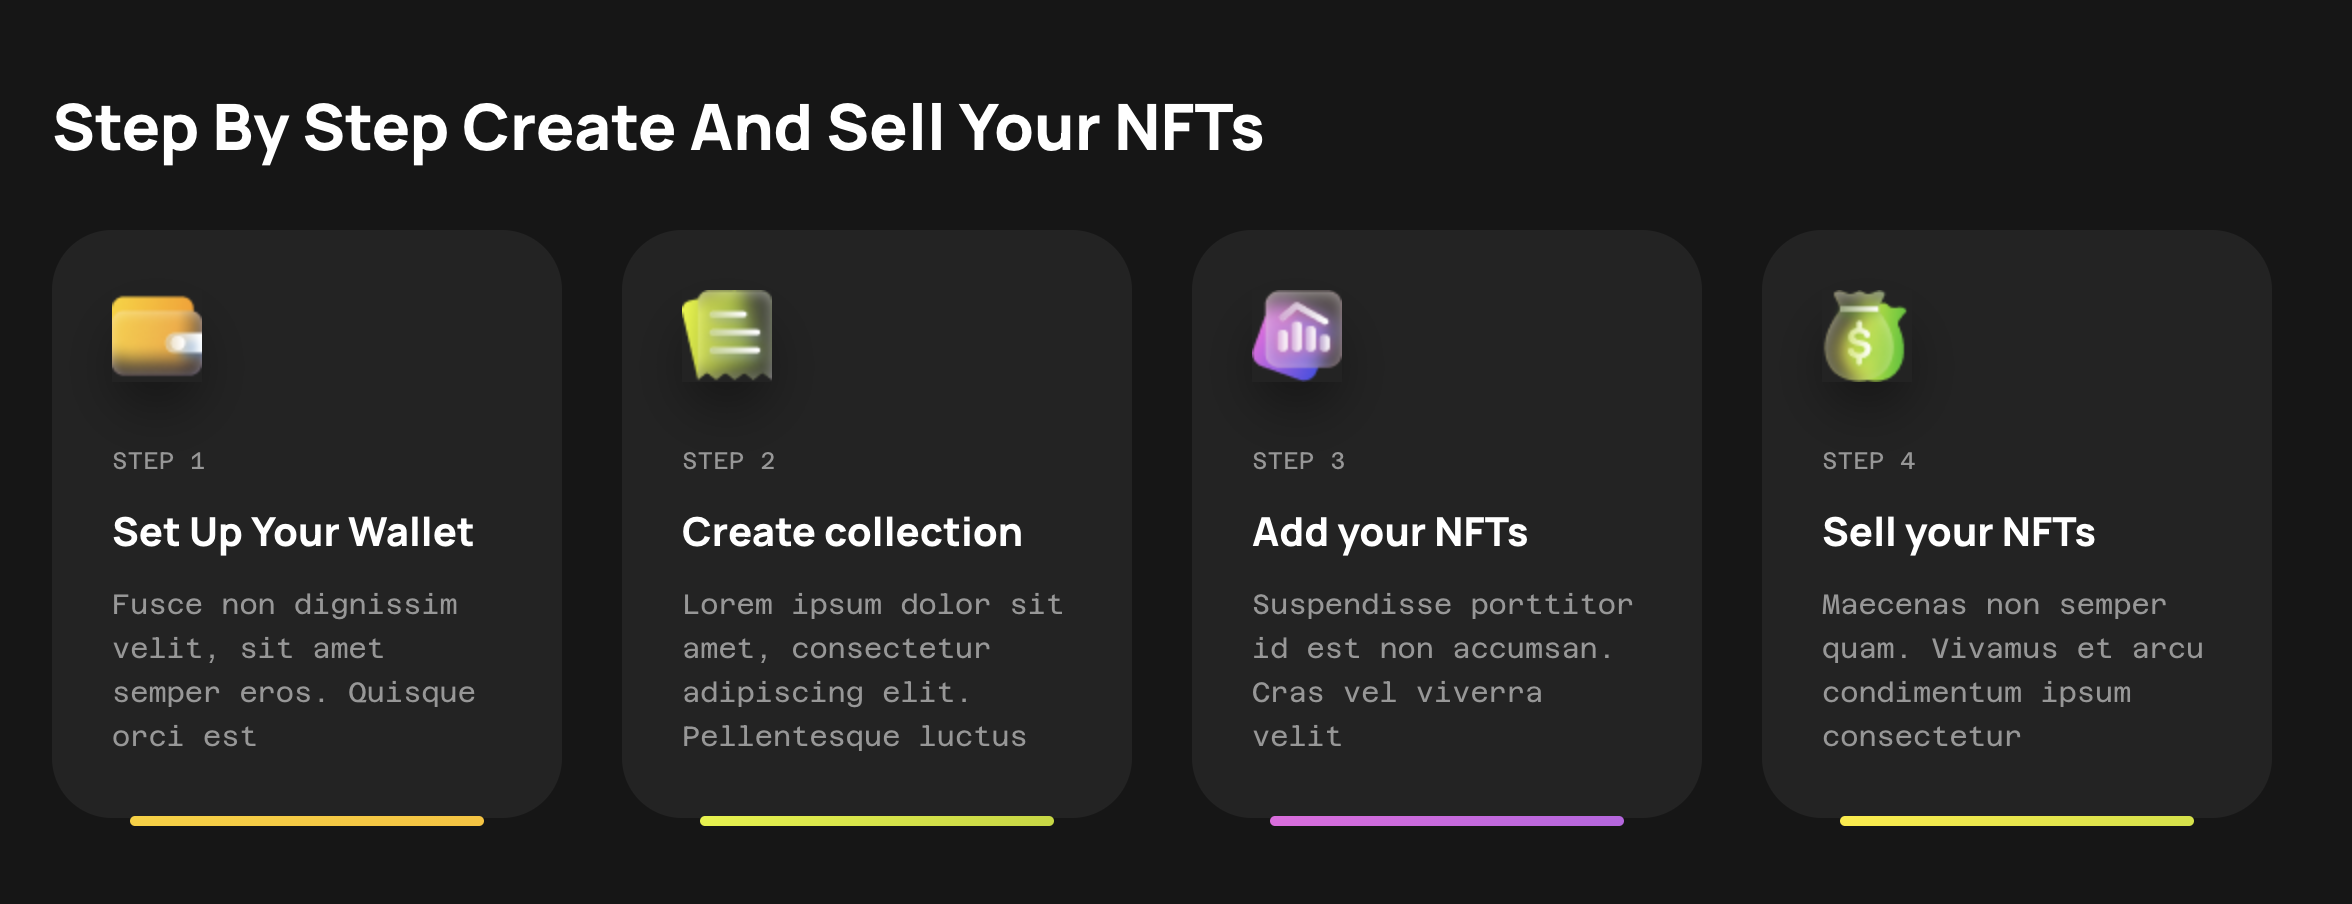 Step By Step Create And Sell Your NFTs
STEP 1
Set Up Your Wallet
Fusce non dignissim
velit, sit amet
semper eros. Quisque
orci est
STEP 2
Create collection
Lorem ipsum dolor sit
amet, consectetur
adipiscing elit.
Pellentesque luctus
STEP 3
Add your NFTs
Suspendisse porttitor
id est non accumsan.
Cras vel viverra
velit
$
STEP 4
Sell your NFTs
Maecenas non semper
quam. Vivamus et arcu
condimentum ipsum
consectetur